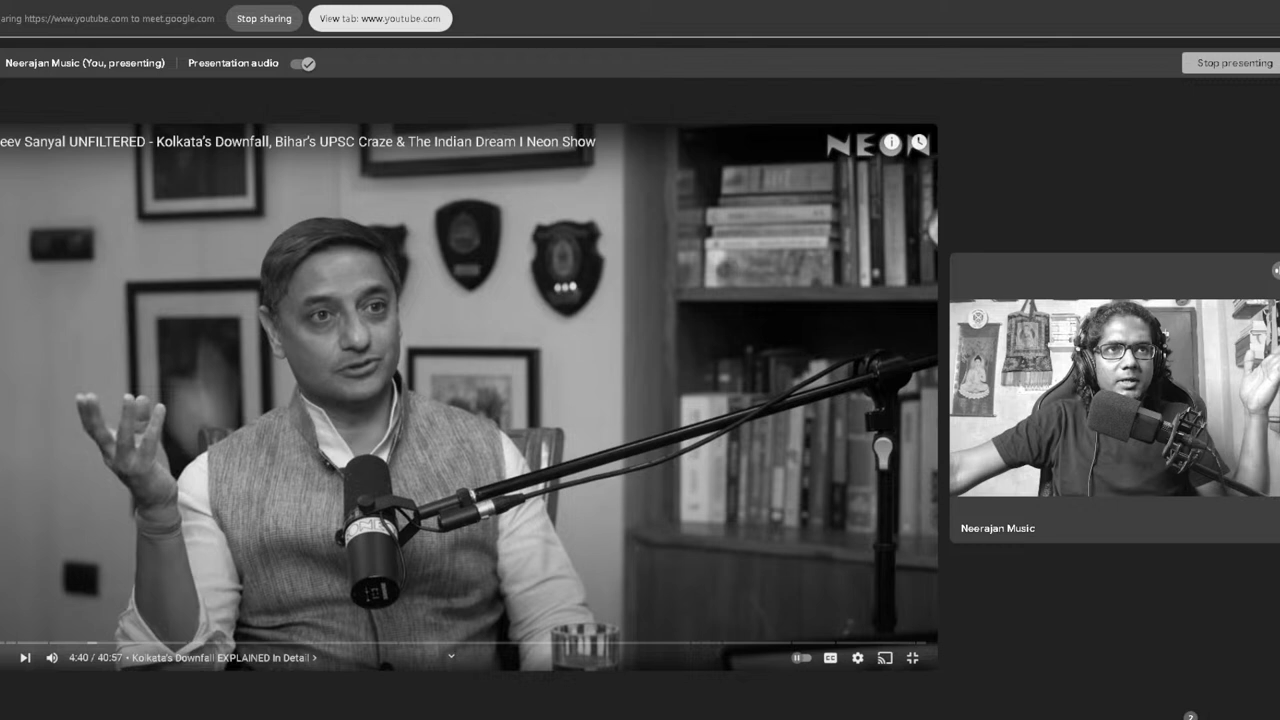 aring https://www.youtube.com to meet.google.com Stop sharing View tab: www.youtube.com
Neerajan Music (You, presenting) Presentation audio Stop presenting
eev Sanyal UNFILTERED - Kolkata's Downfall, Bihar's UPSC Craze & The Indian Dream I Neon Show
NEON
Neerajan Music
4:40 / 40:57 • Kolkata's Downfall EXPLAINED In Detail >
CC